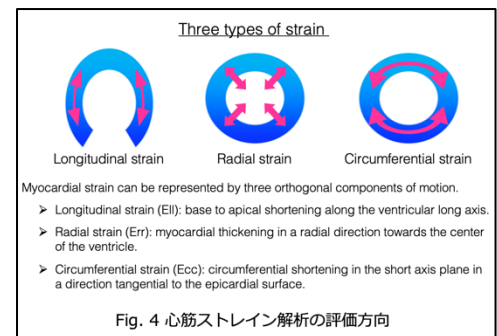 Three types of strain
Longitudinal strain
Radial strain
Circumferential strain
Myocardial strain can be represented by three orthogonal components of motion.
➢ Longitudinal strain (Ell): base to apical shortening along the ventricular long axis.
➢ Radial strain (Err): myocardial thickening in a radial direction towards the center
of the ventricle.
➢ Circumferential strain (Ecc): circumferential shortening in the short axis plane in
a direction tangential to the epicardial surface.
Fig. 4 心筋ストレイン解析の評価方向